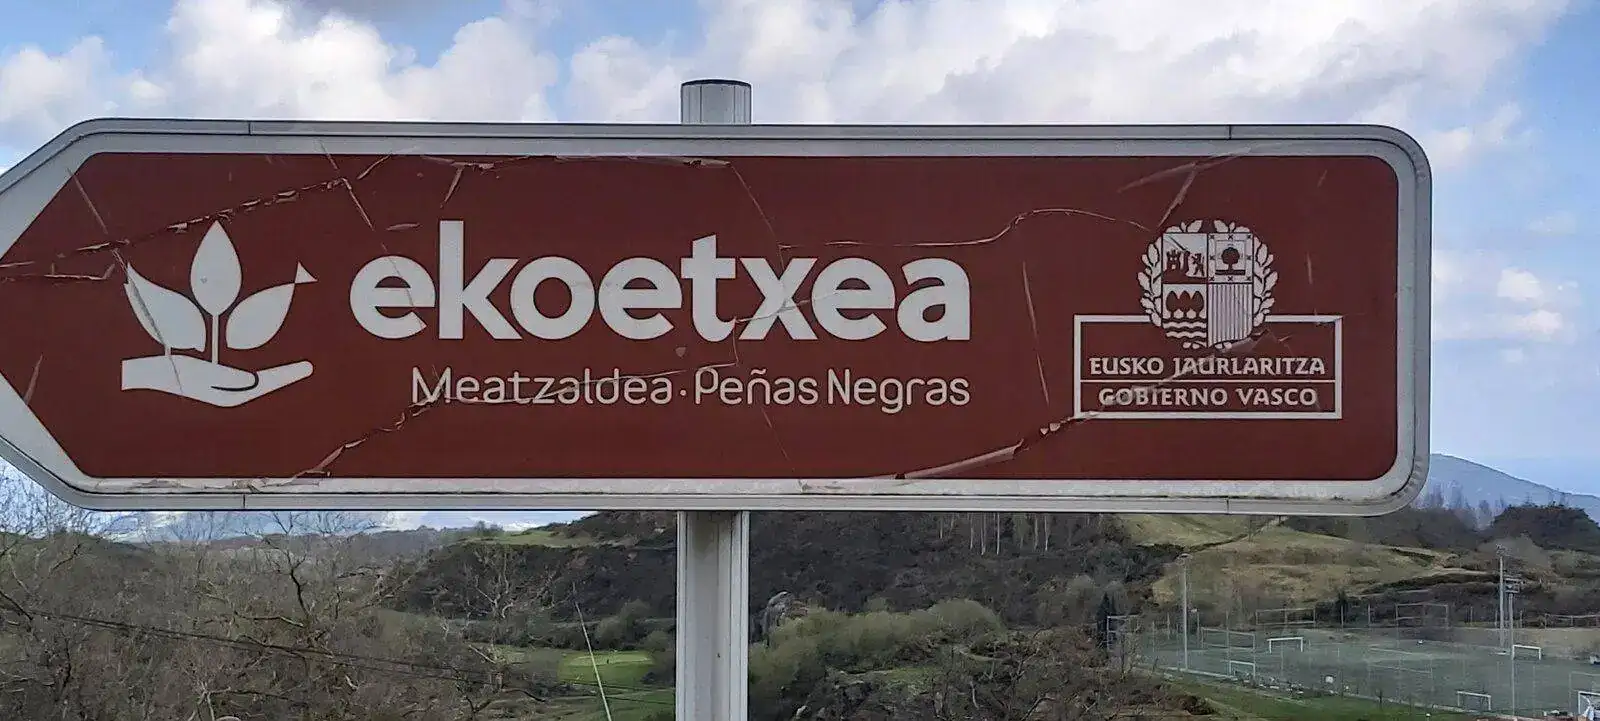 ekoetxea
Meatzaldea · Peñas Negras
EUSKO JAURLARITZA
GOBIERNO VASCO